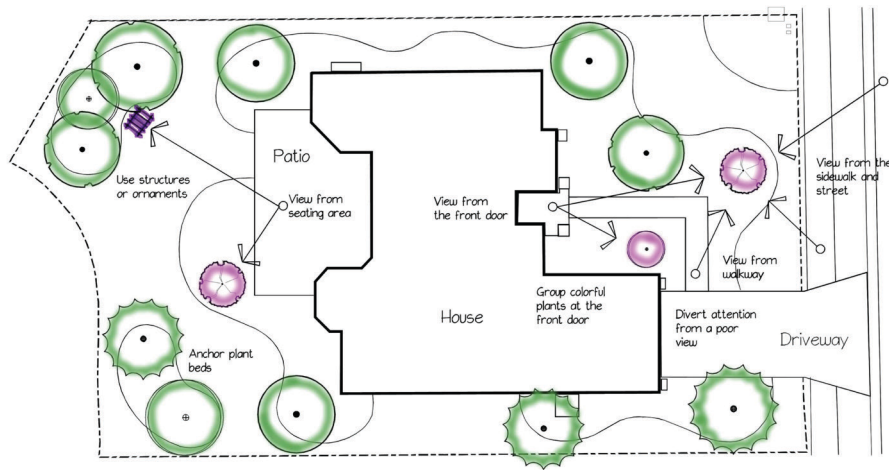 Patio
Use structures
or ornaments
View from
seating area
View from
the front door
View from the
sidewalk and
street
View from
walkway
House
Group colorful
plants at the
front door
Divert attention
from a poor
view
Driveway
Anchor plant
beds